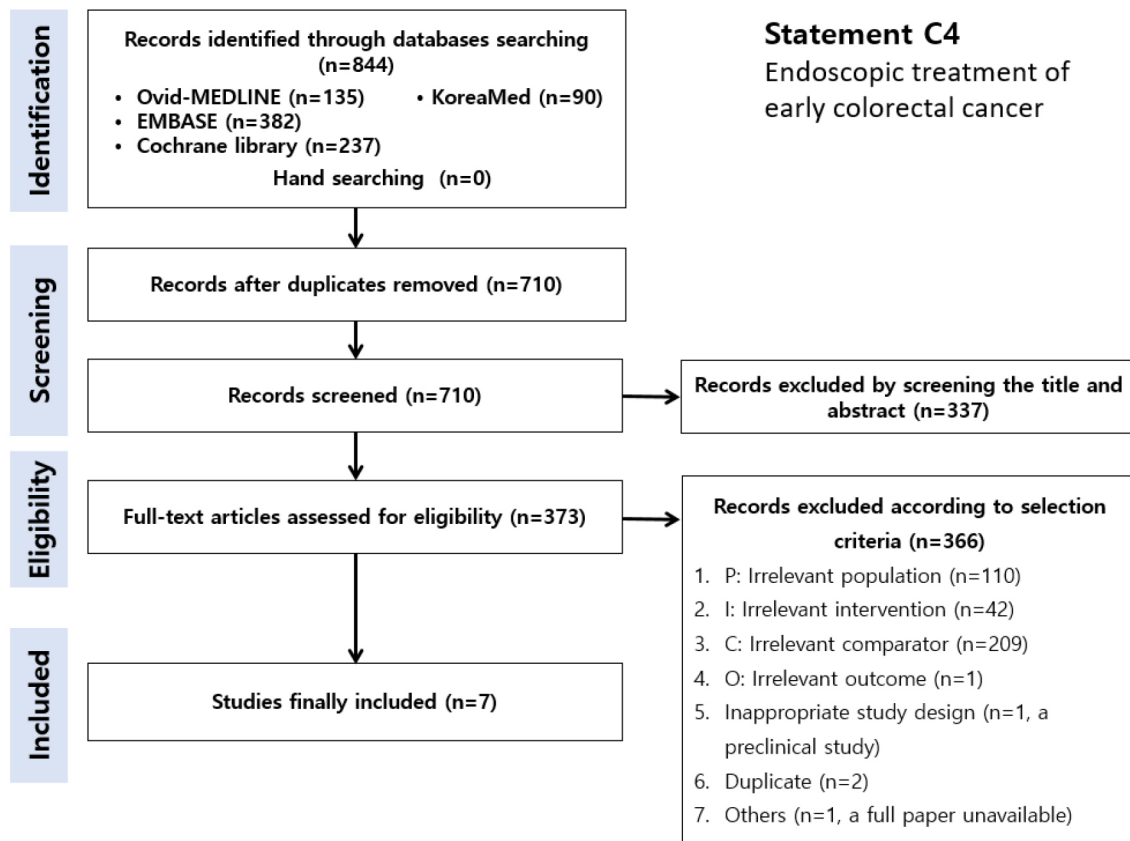 Identification
Records identified through databases searching
(n=844)
• Ovid-MEDLINE (n=135) • KoreaMed (n=90)
• EMBASE (n=382)
• Cochrane library (n=237)
Hand searching (n=0)
Statement C4
Endoscopic treatment of
early colorectal cancer
Screening
Records after duplicates removed (n=710)
Records screened (n=710)
Records excluded by screening the title and
abstract (n=337)
Eligibility
Full-text articles assessed for eligibility (n=373)
Records excluded according to selection
criteria (n=366)
1. P: Irrelevant population (n=110)
2. I: Irrelevant intervention (n=42)
3. C: Irrelevant comparator (n=209)
4. O: Irrelevant outcome (n=1)
5. Inappropriate study design (n=1, a
preclinical study)
6. Duplicate (n=2)
7. Others (n=1, a full paper unavailable)
Included
Studies finally included (n=7)